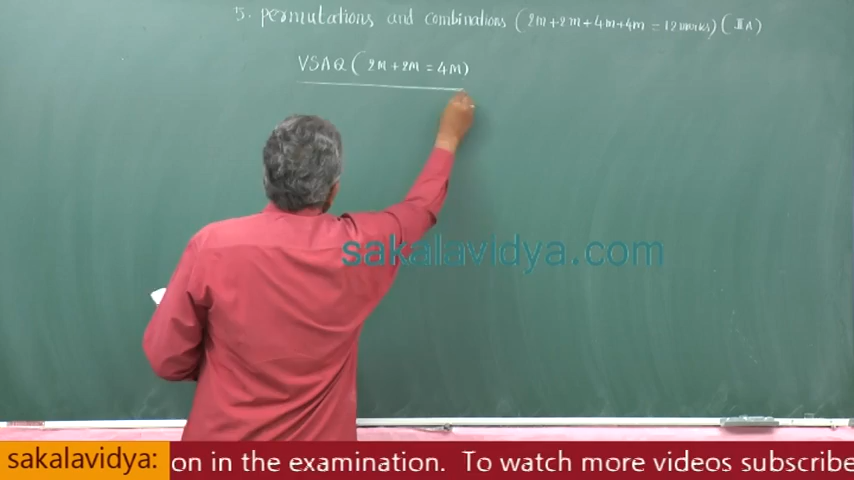 5. permutations and combinations (2m+2m+4m+4m=12 marks) (IIA)
VSAQ (2M+2M=4M)
sakalavidya.com
sakalavidya: on in the examination. To watch more videos subscribe